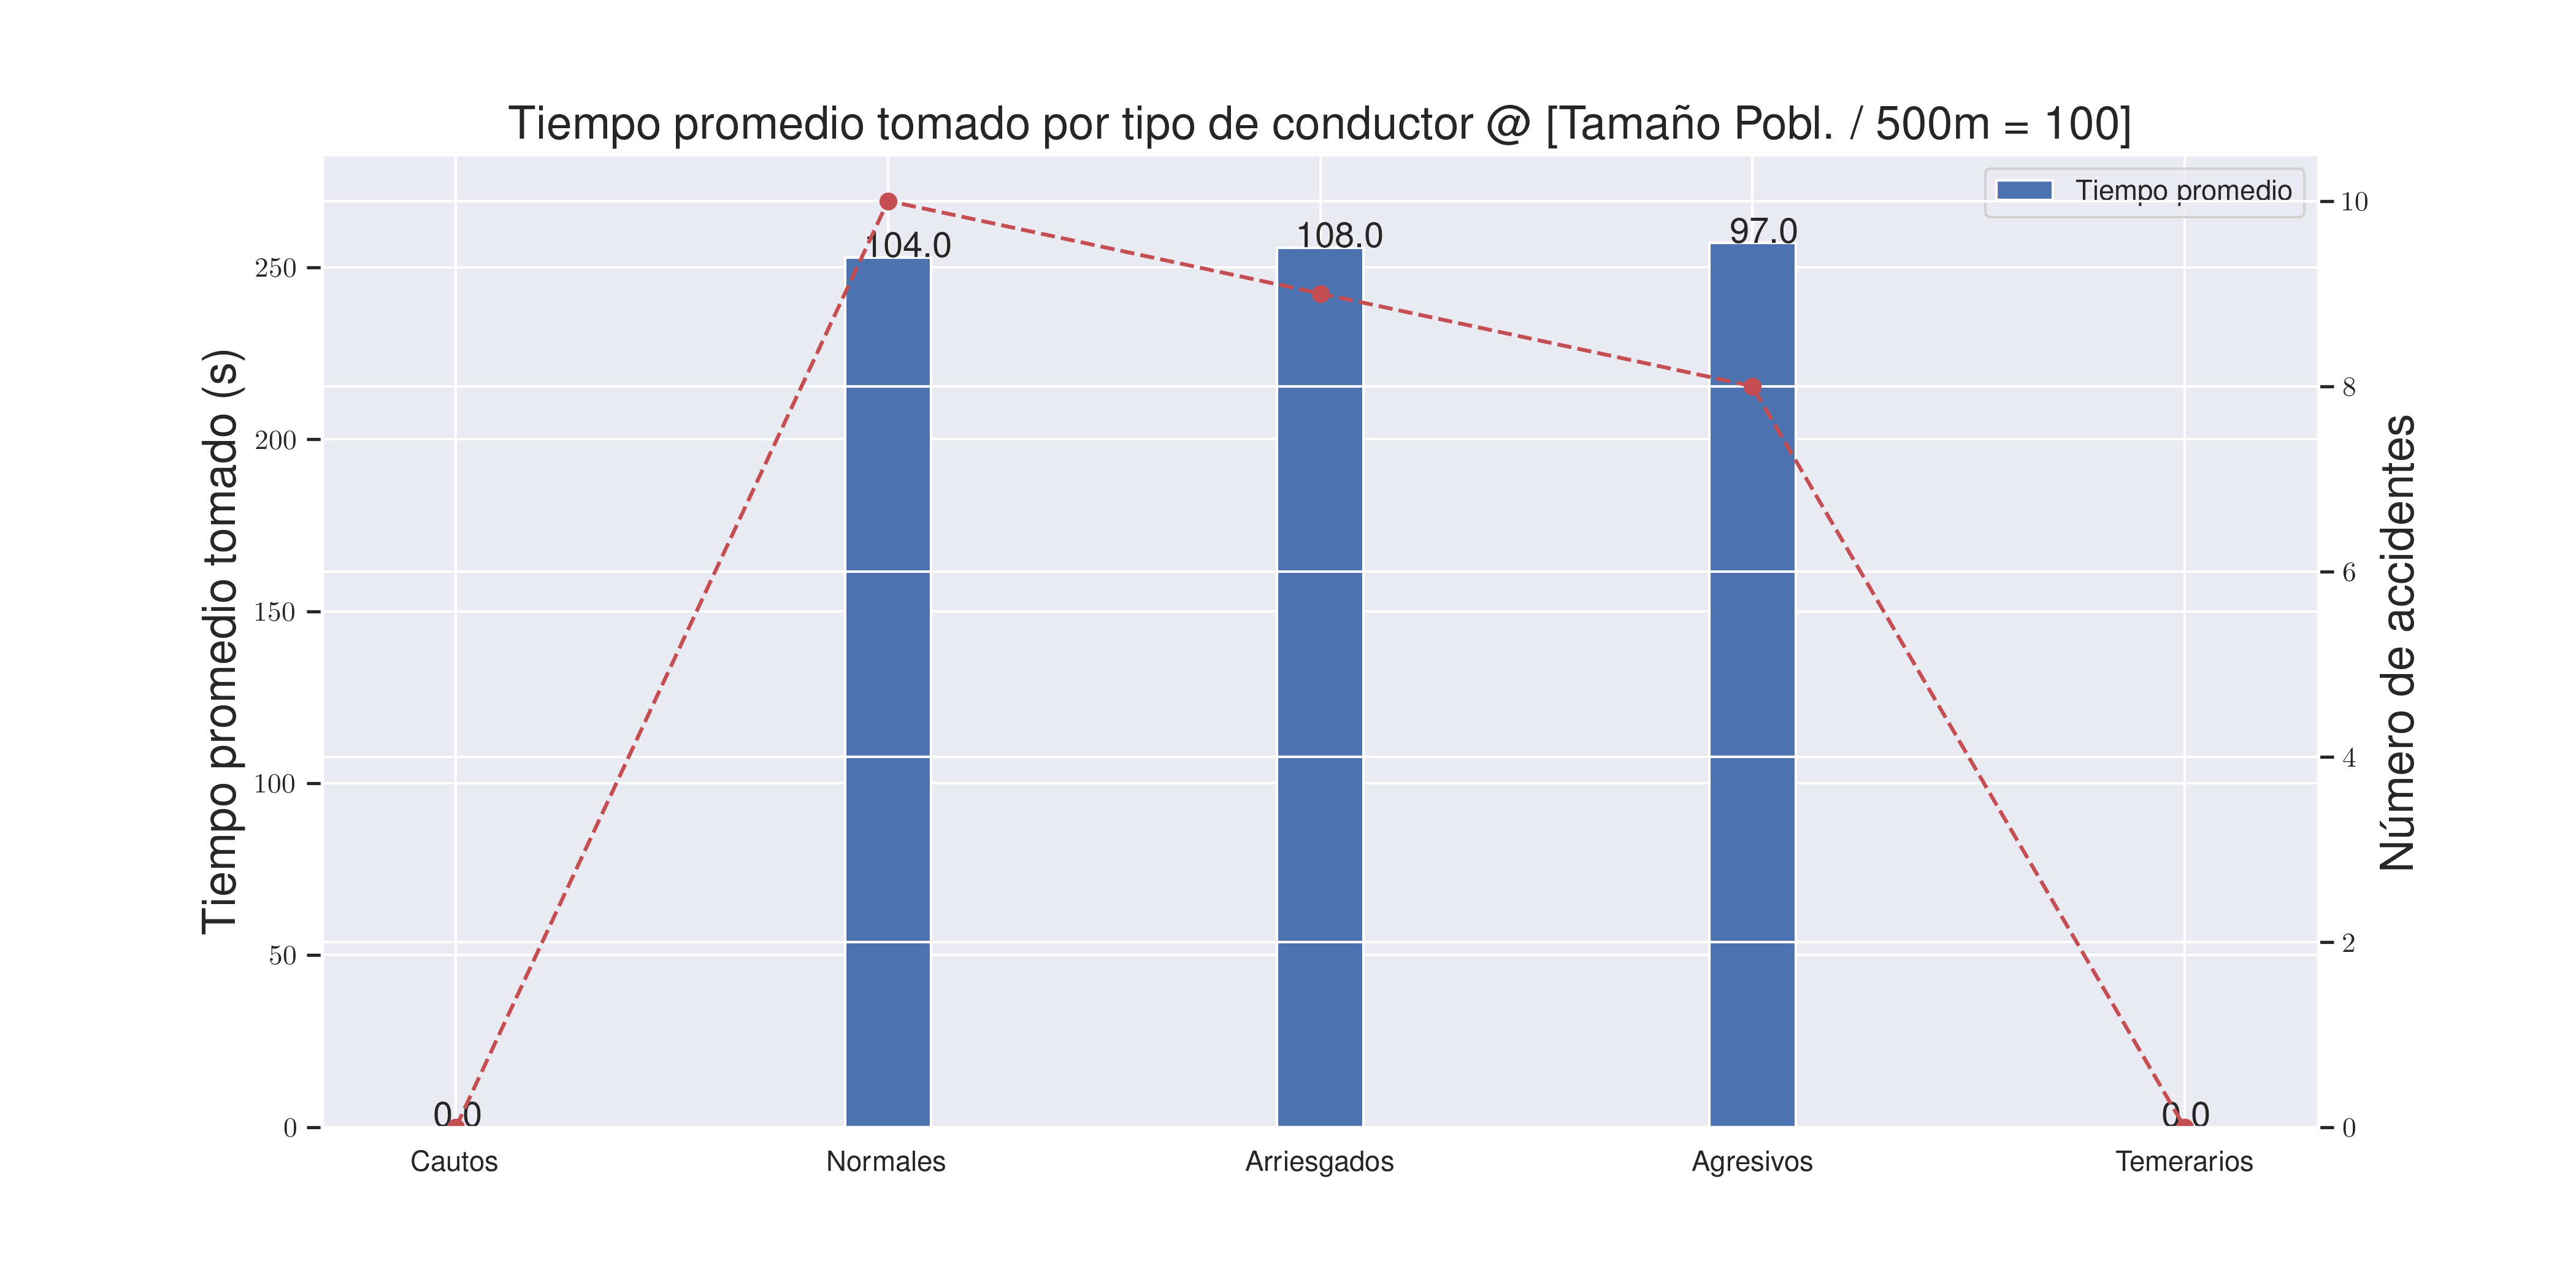 Tiempo promedio tomado por tipo de conductor @ [Tamaño Pobl. / 500m = 100]
Tiempo promedio
Tiempo promedio tomado (s)
250
200
150
100
50
0
104.0
108.0
97.0
0.0
0.0
10
8
6
4
2
0
Número de accidentes
Cautos
Normales
Arriesgados
Agresivos
Temerarios